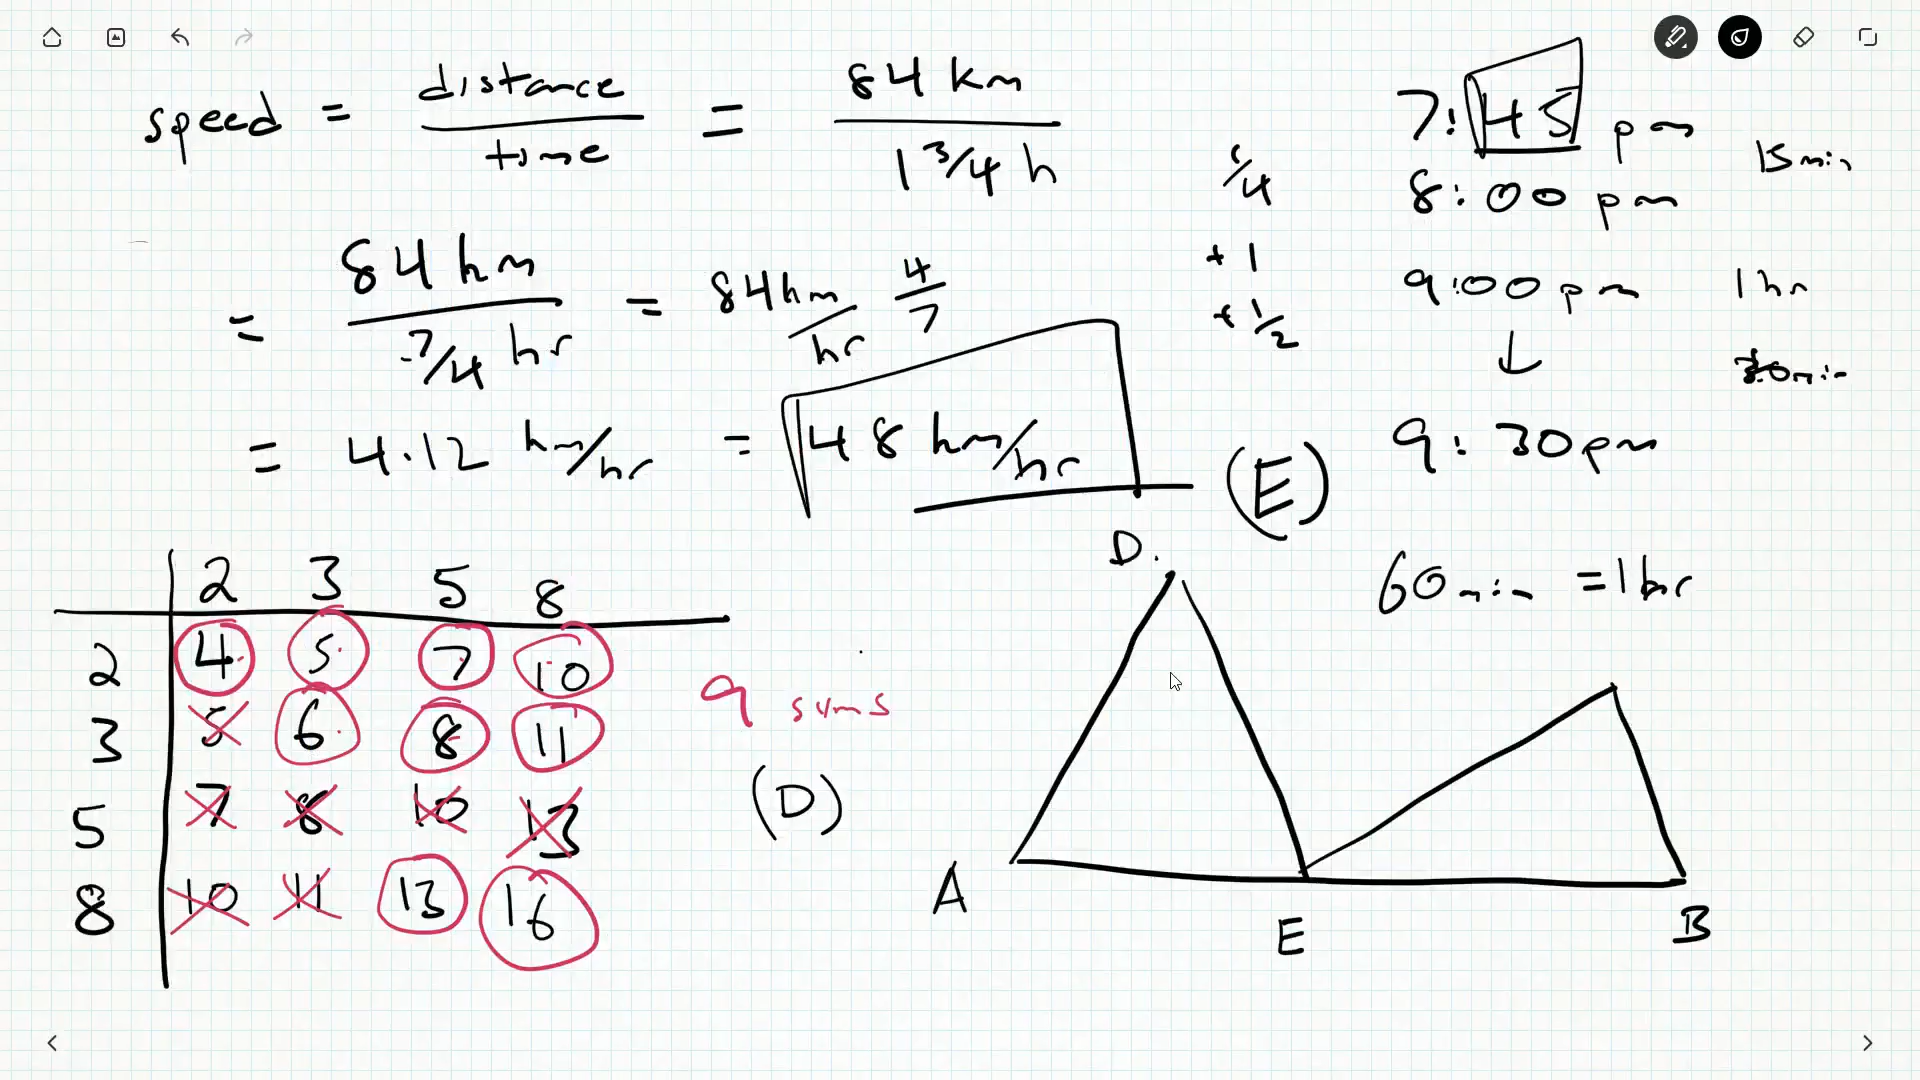 speed = distance / time = 84 km / 1 3/4 h
= 84 km / 7/4 hr = 84 km/hr 4/7
= 4.12 km/hr = 48 km/hr (E)
1/4
+ 1
+ 1/2
7:45 pm 15 min
8:00 pm
9:00 pm 1 hr
↓ 30 min
9:30 pm
60 min = 1 hr
2 3 5 8
2 4 5 7 10
3 5 6 8 11
5 7 8 10 13
8 10 11 13 16
9 sums
(D)
D.
A
E
B